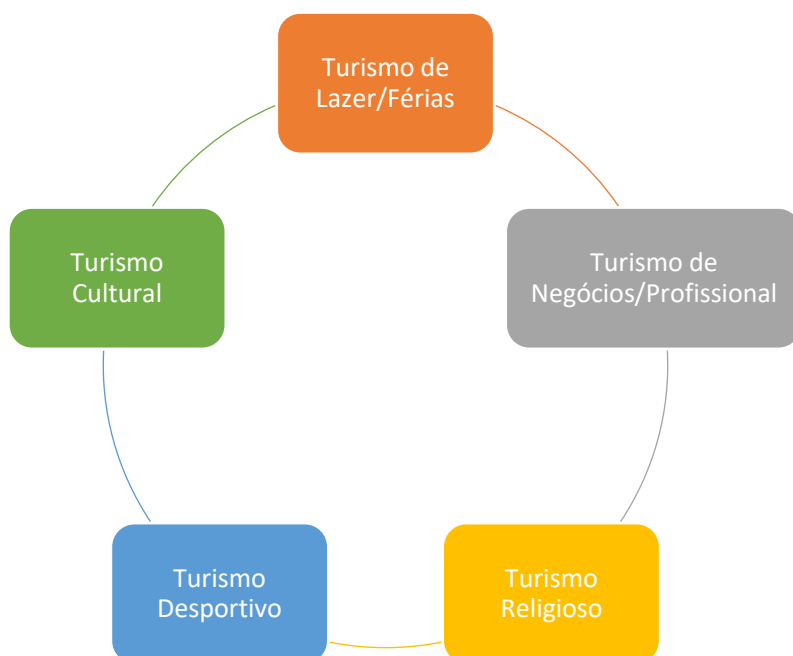 Turismo de
Lazer/Férias
Turismo
Cultural
Turismo de
Negócios/Profissional
Turismo
Desportivo
Turismo
Religioso